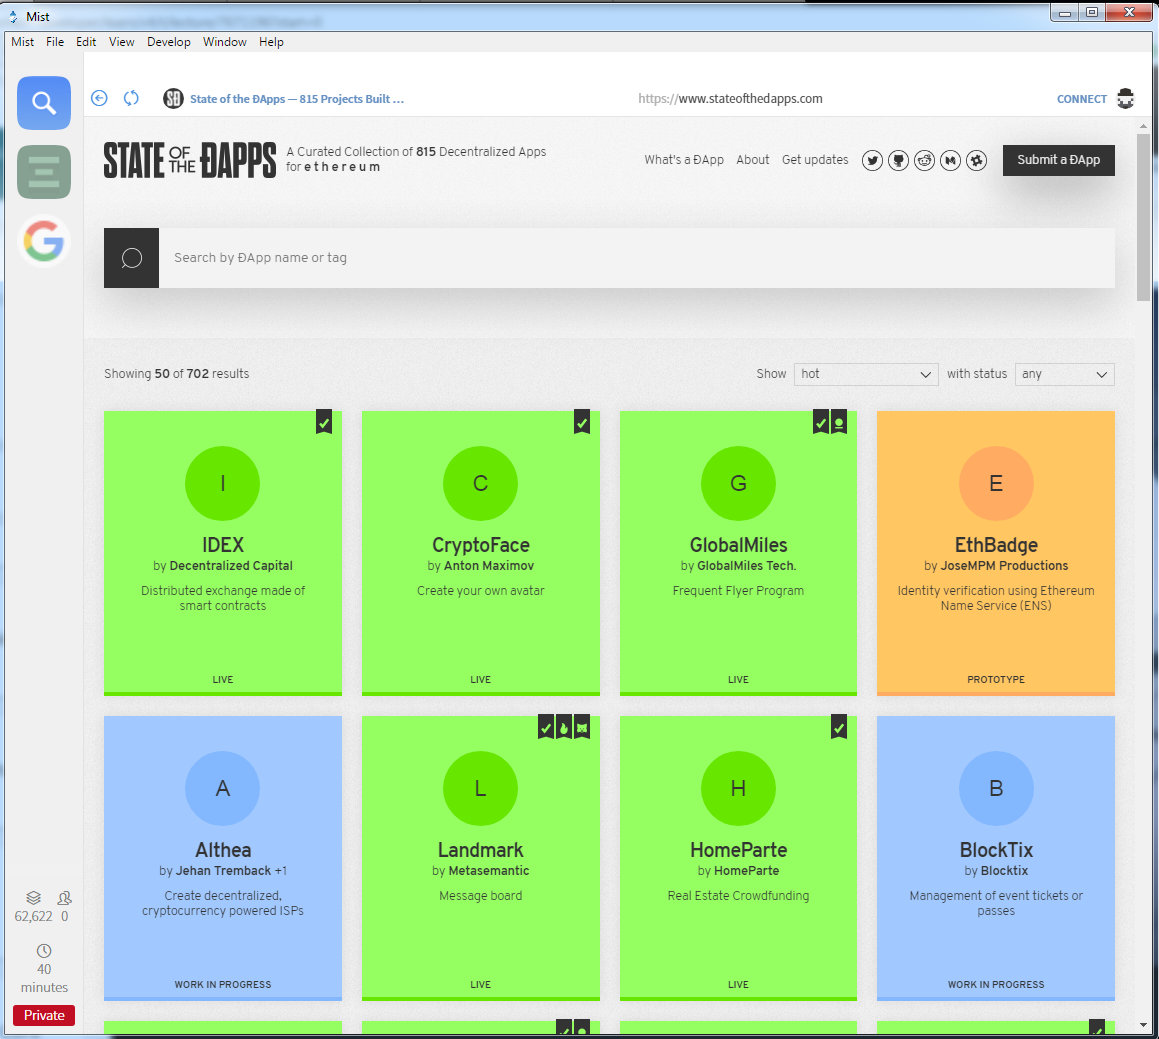 Mist
Mist File Edit View Develop Window Help
State of the ĐApps — 815 Projects Built ...
https://www.stateofthedapps.com
CONNECT
STATE OF THE ĐAPPS
A Curated Collection of 815 Decentralized Apps
for ethereum
What's a ĐApp About Get updates
Submit a ĐApp
Search by ĐApp name or tag
Showing 50 of 702 results
Show hot with status any
I
IDEX
by Decentralized Capital
Distributed exchange made of
smart contracts
LIVE
C
CryptoFace
by Anton Maximov
Create your own avatar
LIVE
G
GlobalMiles
by GlobalMiles Tech.
Frequent Flyer Program
LIVE
E
EthBadge
by JoseMPM Productions
Identity verification using Ethereum
Name Service (ENS)
PROTOTYPE
A
Althea
by Jehan Tremback +1
Create decentralized,
cryptocurrency powered ISPs
WORK IN PROGRESS
L
Landmark
by Metasemantic
Message board
LIVE
H
HomeParte
by HomeParte
Real Estate Crowdfunding
LIVE
B
BlockTix
by Blocktix
Management of event tickets or
passes
WORK IN PROGRESS
62,622 0
40
minutes
Private